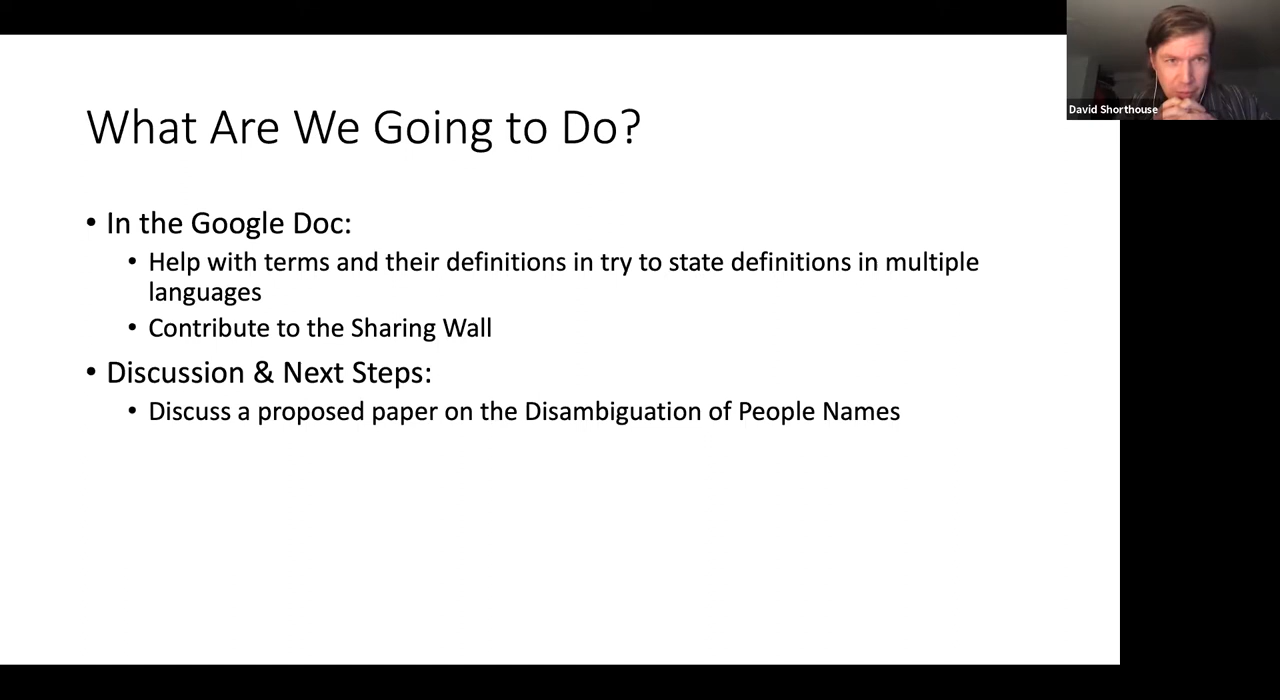 What Are We Going to Do?
David Shorthouse
• In the Google Doc:
• Help with terms and their definitions in try to state definitions in multiple
languages
• Contribute to the Sharing Wall
• Discussion & Next Steps:
• Discuss a proposed paper on the Disambiguation of People Names